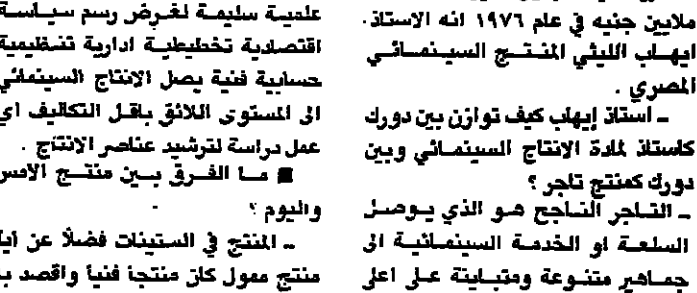 ملايين جنيه في عام ١٩٧٦ انه الاستاذ.
ايهاب الليثي المنتج السينمائي
المصري .
ـ استاذ إيهاب كيف توازن بين دورك
كاستاذ لمادة الانتاج السينمائي وبين
دورك كمنتج تاجر ؟
ـ التاجر الناجح هو الذي يوصل
السلعة او الخدمة السينمائية الى
جماهير متنوعة ومتباينة على اعلى
علمية سليمة لغرض رسم سياسة
اقتصادية تخطيطية ادارية تنظيمية
حسابية فنية يصل الانتاج السينمائي
الى المستوى اللائق باقل التكاليف اي
عمل دراسة لترشيد عناصر الانتاج .
■ ما الفرق بين منتج الامس
واليوم ؟
ـ المنتج في الستينات فضلاً عن
منتج ممول كان منتجاً فنياً واقصد